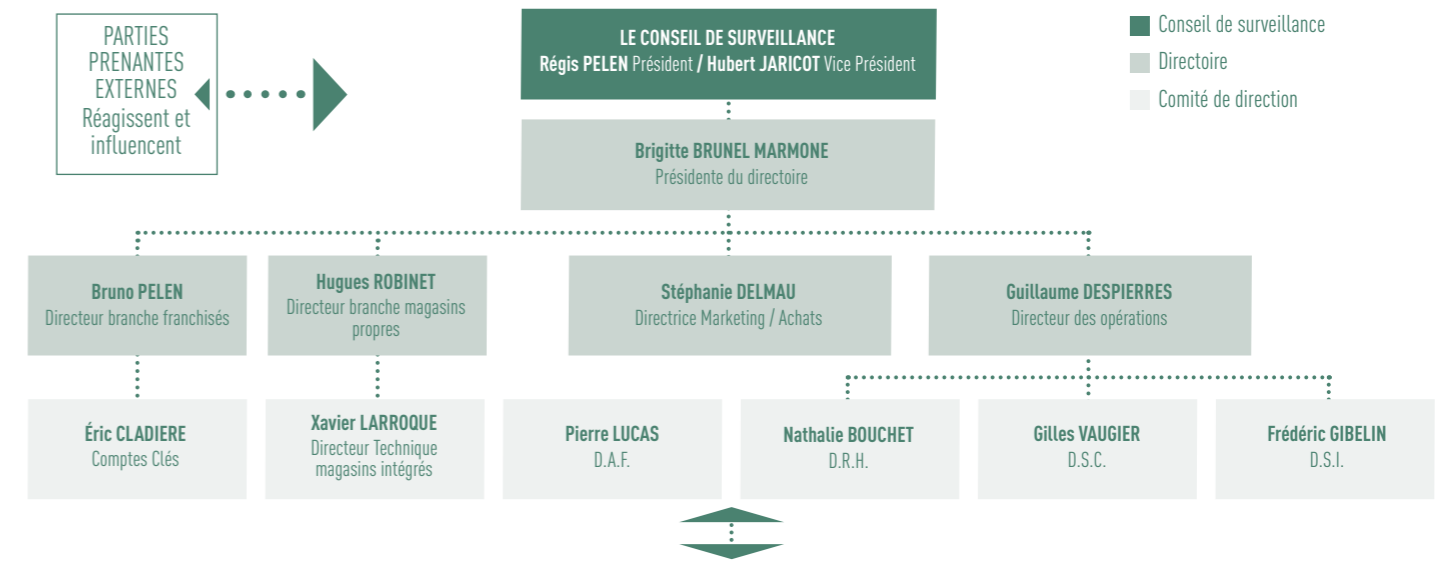 PARTIES
PRENANTES
EXTERNES
Réagissent et
influencent
LE CONSEIL DE SURVEILLANCE
Régis PELEN Président / Hubert JARICOT Vice Président
Conseil de surveillance
Directoire
Comité de direction
Brigitte BRUNEL MARMONE
Présidente du directoire
Bruno PELEN
Directeur branche franchisés
Hugues ROBINET
Directeur branche magasins
propres
Stéphanie DELMAU
Directrice Marketing / Achats
Guillaume DESPIERRES
Directeur des opérations
Éric CLADIERE
Comptes Clés
Xavier LARROQUE
Directeur Technique
magasins intégrés
Pierre LUCAS
D.A.F.
Nathalie BOUCHET
D.R.H.
Gilles VAUGIER
D.S.C.
Frédéric GIBELIN
D.S.I.